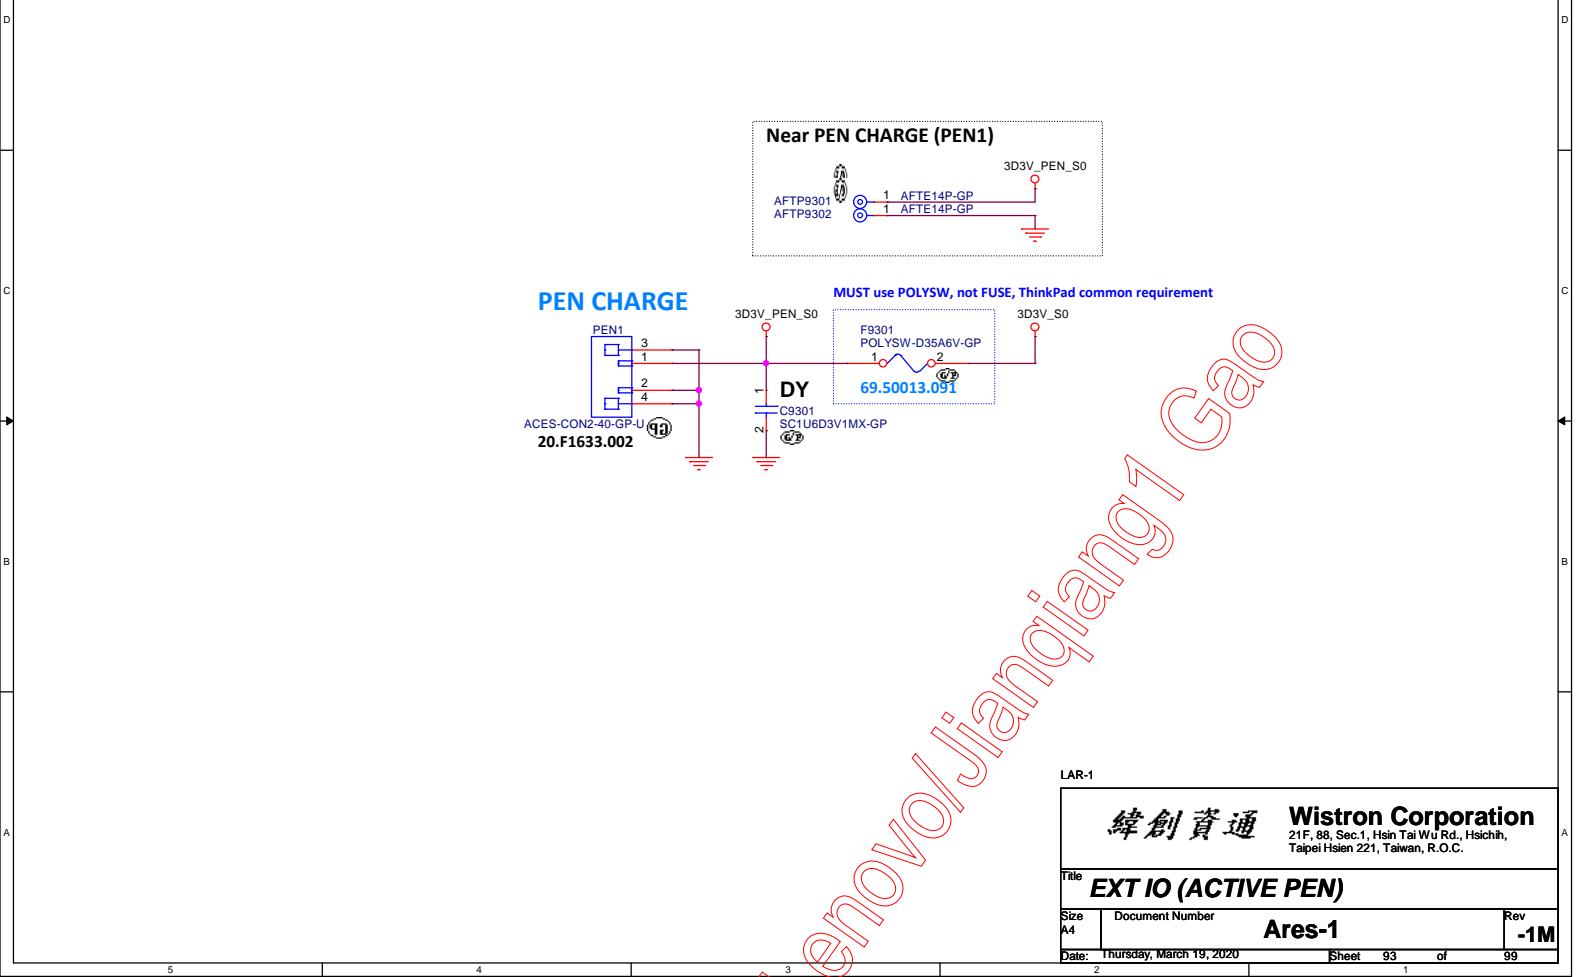 D
D
Near PEN CHARGE (PEN1)
3D3V_PEN_S0
AFTP9301
1
AFTE14P-GP
AFTP9302
1
AFTE14P-GP
C
C
PEN CHARGE
MUST use POLYSW, not FUSE, ThinkPad common requirement
3D3V_PEN_S0
3D3V_S0
PEN1
F9301
POLYSW-D35A6V-GP
3
1
1
2
2
4
69.50013.091
DY
1
C9301
SC1U6D3V1MX-GP
2
ACES-CON2-40-GP-U
20.F1633.002
B
B
enovo/Jianqiang1 Gao
LAR-1
緯創資通
Wistron Corporation
21F, 88, Sec.1, Hsin Tai Wu Rd., Hsichih,
Taipei Hsien 221, Taiwan, R.O.C.
A
A
Title
EXT IO (ACTIVE PEN)
Size
A4
Document Number
Ares-1
Rev
-1M
Date: Thursday, March 19, 2020
Sheet 93 of 99
5
4
3
2
1